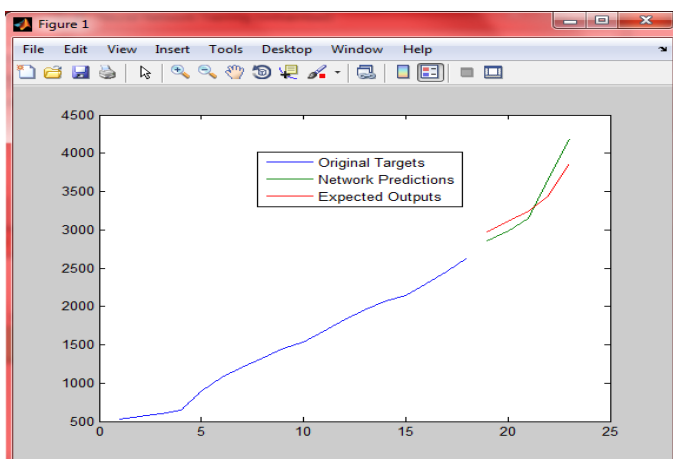 Figure 1
File Edit View Insert Tools Desktop Window Help
4500
4000
3500
3000
2500
2000
1500
1000
500
Original Targets
Network Predictions
Expected Outputs
0 5 10 15 20 25